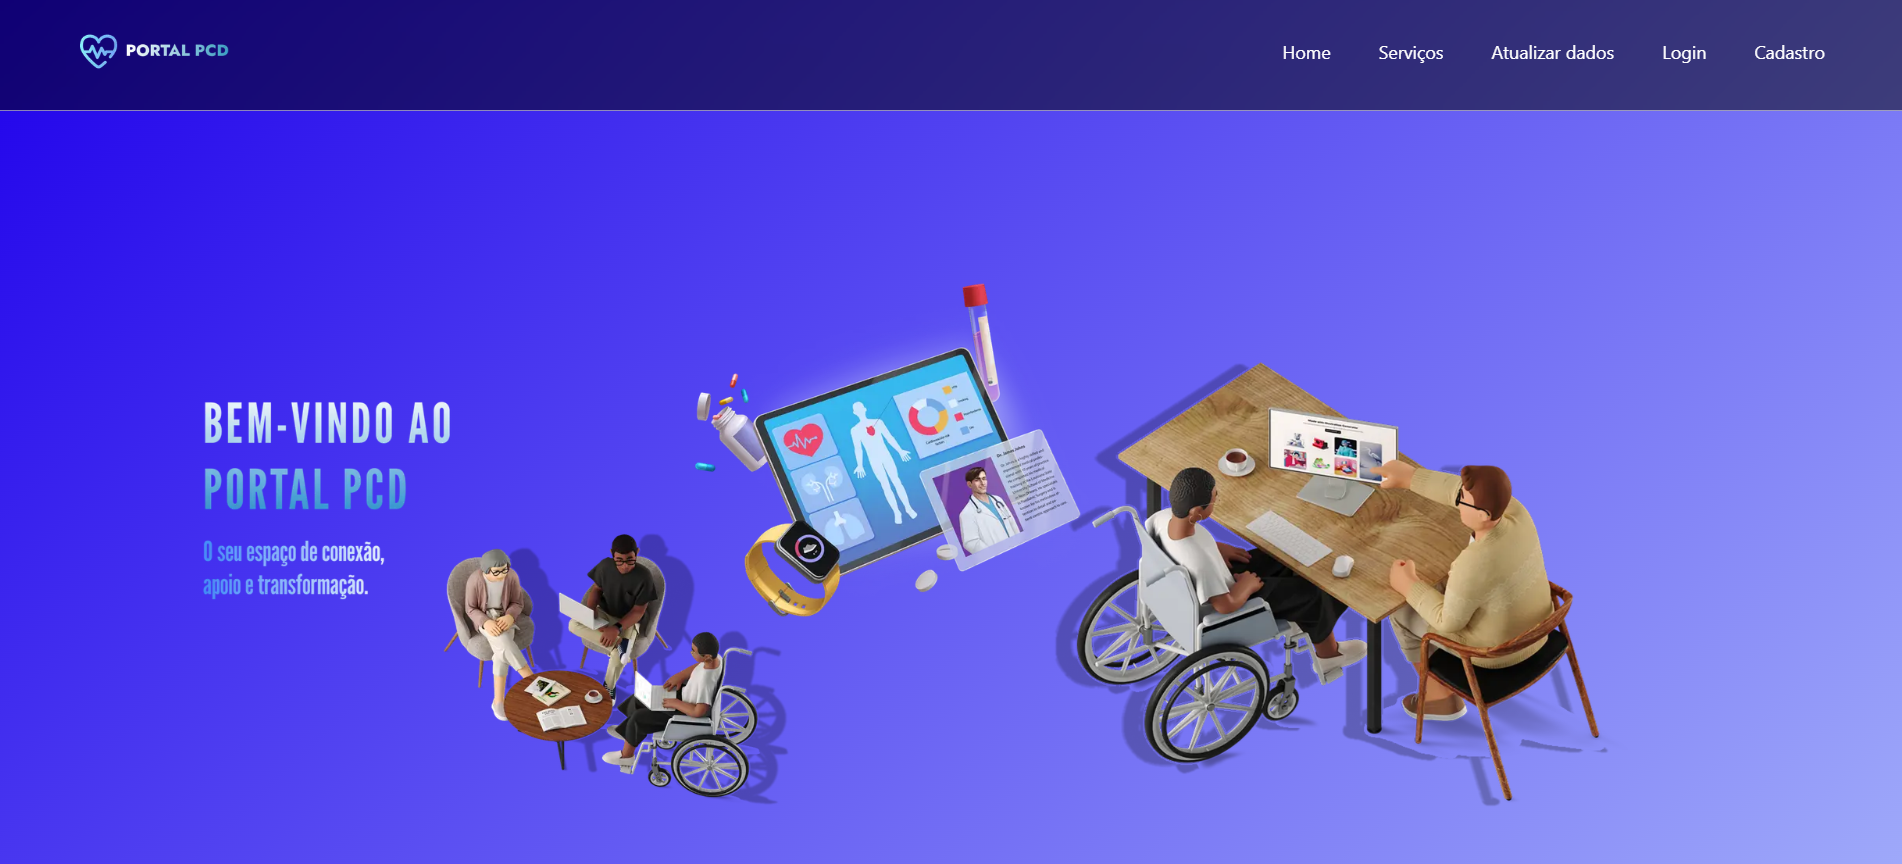 PORTAL PCD
Home Serviços Atualizar dados Login Cadastro
BEM-VINDO AO
PORTAL PCD
O seu espaço de conexão,
apoio e transformação.